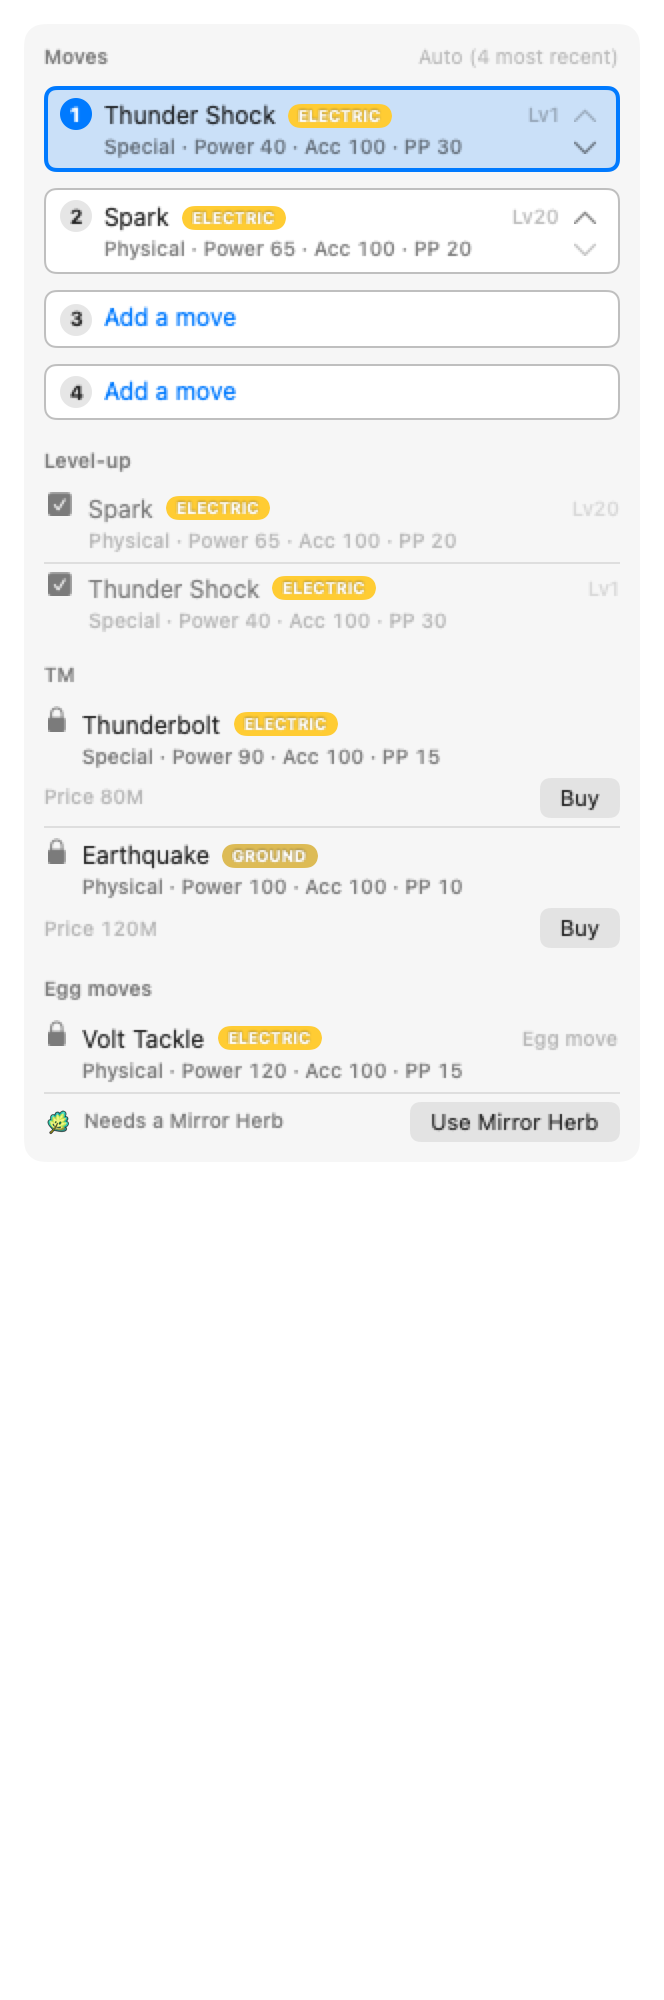 Moves Auto (4 most recent)
1 Thunder Shock ELECTRIC Lv1
Special · Power 40 · Acc 100 · PP 30
2 Spark ELECTRIC Lv20
Physical · Power 65 · Acc 100 · PP 20
3 Add a move
4 Add a move
Level-up
Spark ELECTRIC Lv20
Physical · Power 65 · Acc 100 · PP 20
Thunder Shock ELECTRIC Lv1
Special · Power 40 · Acc 100 · PP 30
TM
Thunderbolt ELECTRIC
Special · Power 90 · Acc 100 · PP 15
Price 80M Buy
Earthquake GROUND
Physical · Power 100 · Acc 100 · PP 10
Price 120M Buy
Egg moves
Volt Tackle ELECTRIC Egg move
Physical · Power 120 · Acc 100 · PP 15
Needs a Mirror Herb Use Mirror Herb